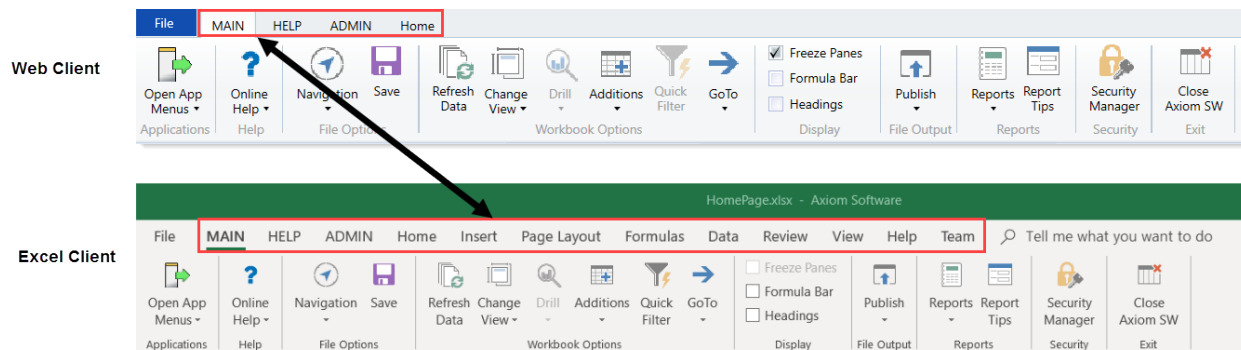 File MAIN HELP ADMIN Home
Web Client
Freeze Panes
Formula Bar
Headings
Open App Menus Online Help Navigation Save Refresh Data Change View Drill Additions Quick Filter GoTo Publish Reports Report Tips Security Manager Close Axiom SW
Applications Help File Options Workbook Options Display File Output Reports Security Exit
HomePage.xlsx - Axiom Software
File MAIN HELP ADMIN Home Insert Page Layout Formulas Data Review View Help Team Tell me what you want to do
Excel Client
Freeze Panes
Formula Bar
Headings
Open App Menus Online Help Navigation Save Refresh Data Change View Drill Additions Quick Filter GoTo Publish Reports Report Tips Security Manager Close Axiom SW
Applications Help File Options Workbook Options Display File Output Reports Security Exit